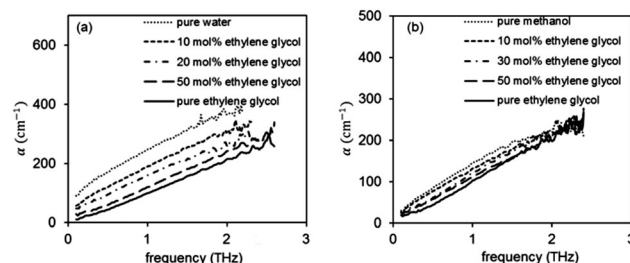 (a)
pure water
10 mol% ethylene glycol
20 mol% ethylene glycol
50 mol% ethylene glycol
pure ethylene glycol
600
400
200
0
α (cm⁻¹)
0 1 2 3
frequency (THz)
(b)
pure methanol
10 mol% ethylene glycol
30 mol% ethylene glycol
50 mol% ethylene glycol
pure ethylene glycol
500
400
300
200
100
0
α (cm⁻¹)
0 1 2 3
frequency (THz)